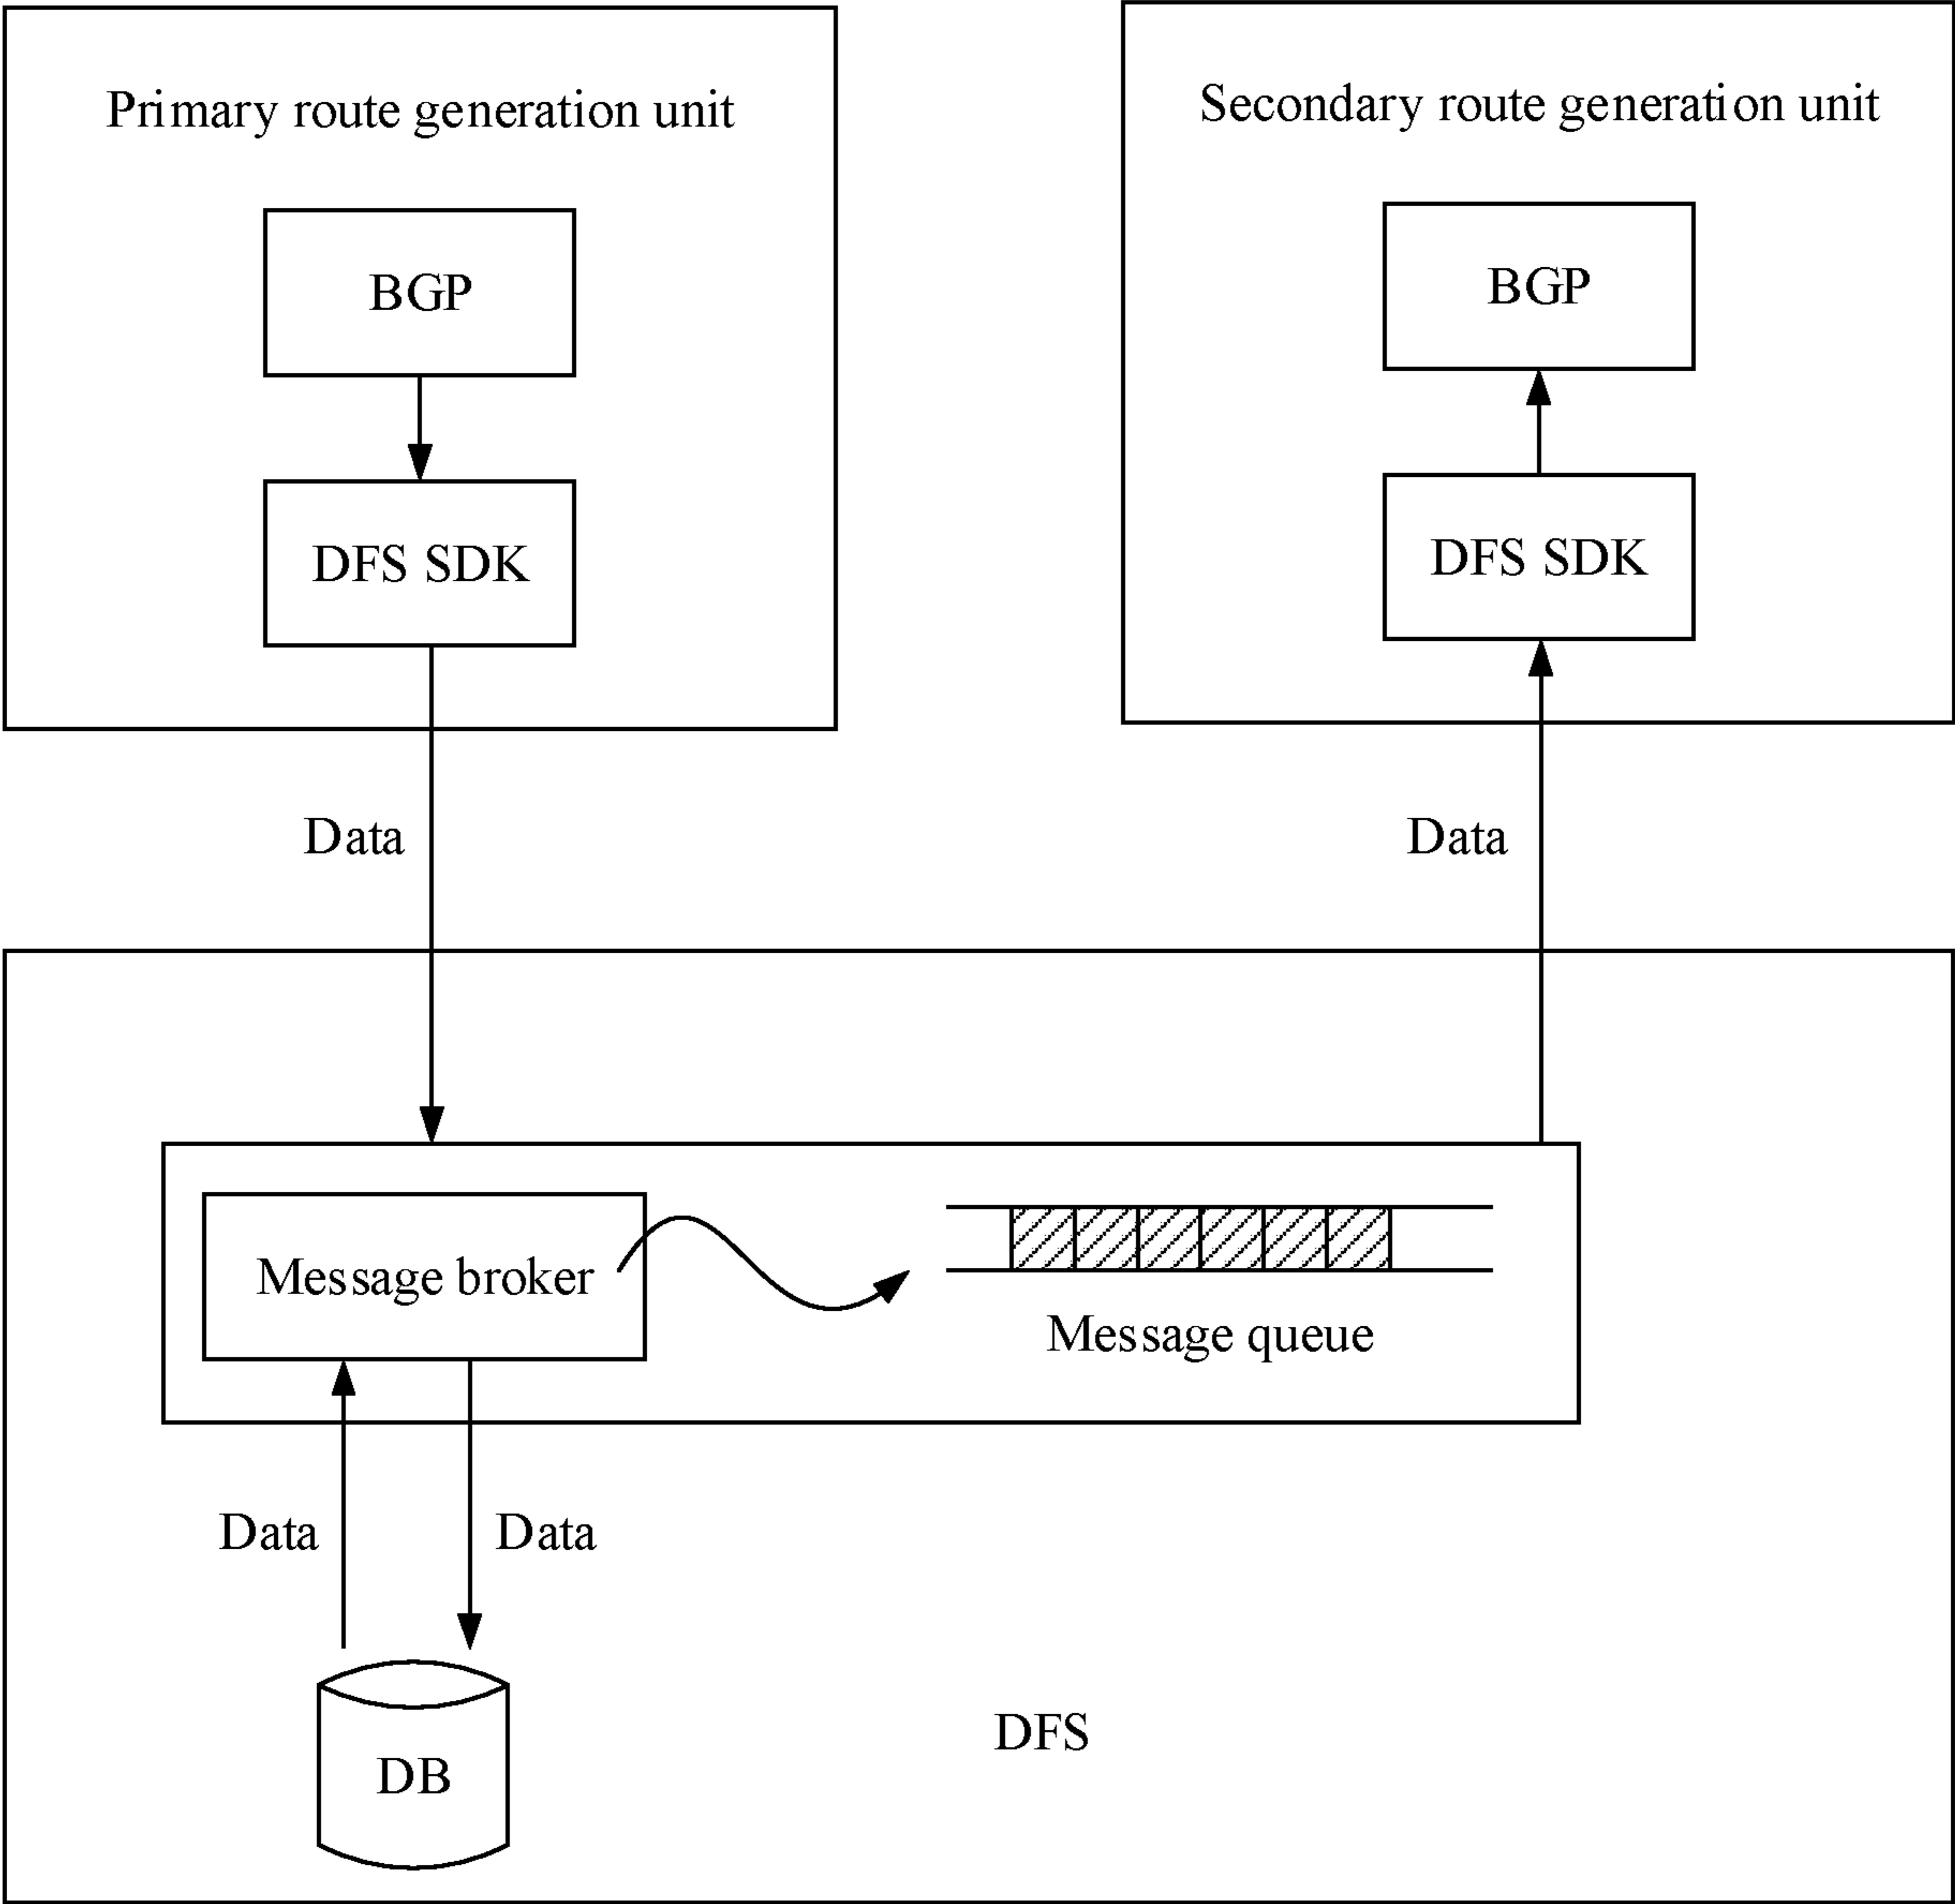 Primary route generation unit
Secondary route generation unit
BGP
BGP
DFS SDK
DFS SDK
Data
Data
Message broker
Message queue
Data
Data
DFS
DB